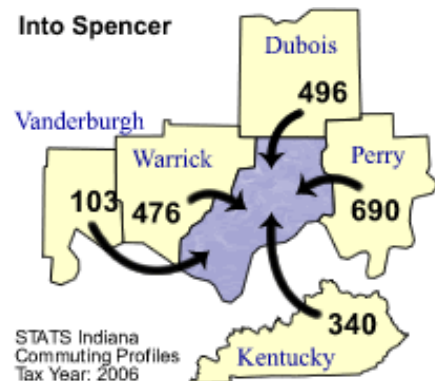 Into Spencer
Dubois
496
Vanderburgh
Warrick
Perry
103
476
690
340
Kentucky
STATS Indiana
Commuting Profiles
Tax Year: 2006